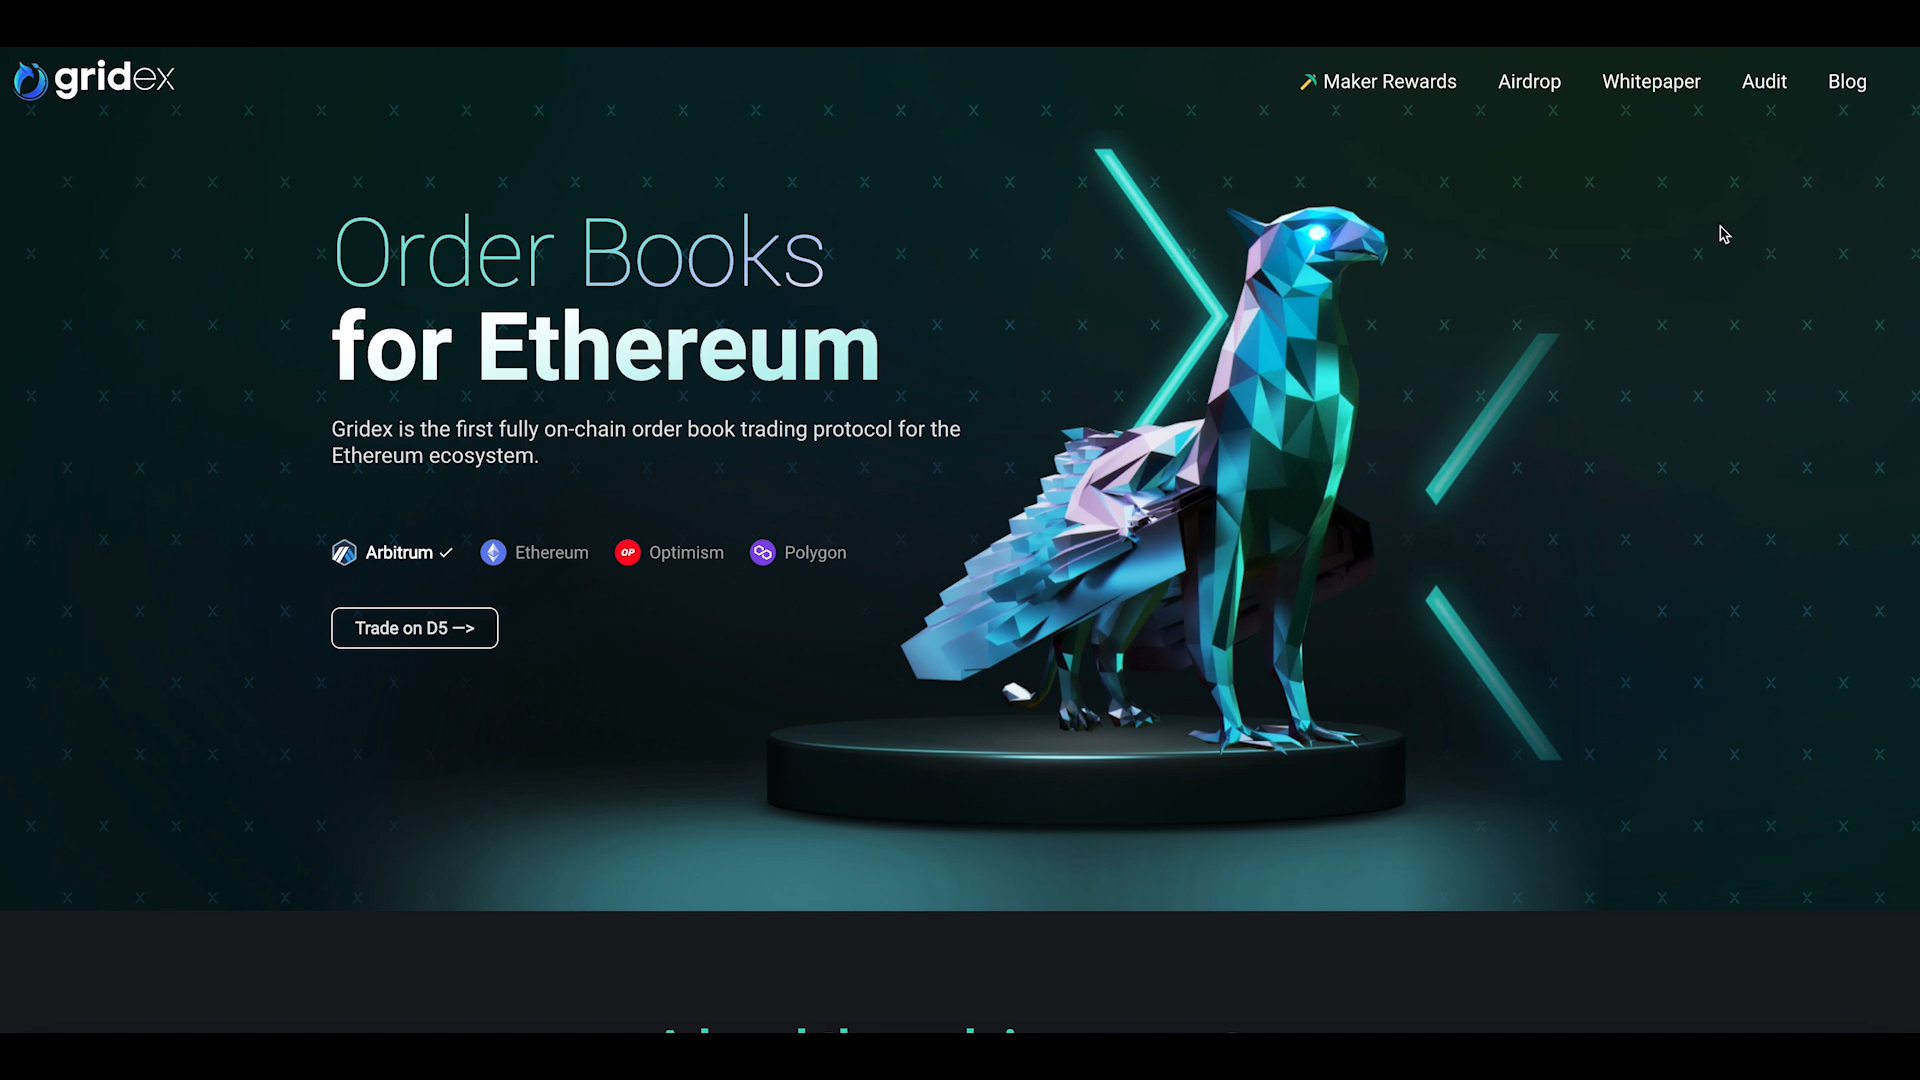 gridex
Maker Rewards
Airdrop
Whitepaper
Audit
Blog
Order Books
for Ethereum
Gridex is the first fully on-chain order book trading protocol for the
Ethereum ecosystem.
Arbitrum ✓
Ethereum
OP
Optimism
Polygon
Trade on D5 —>